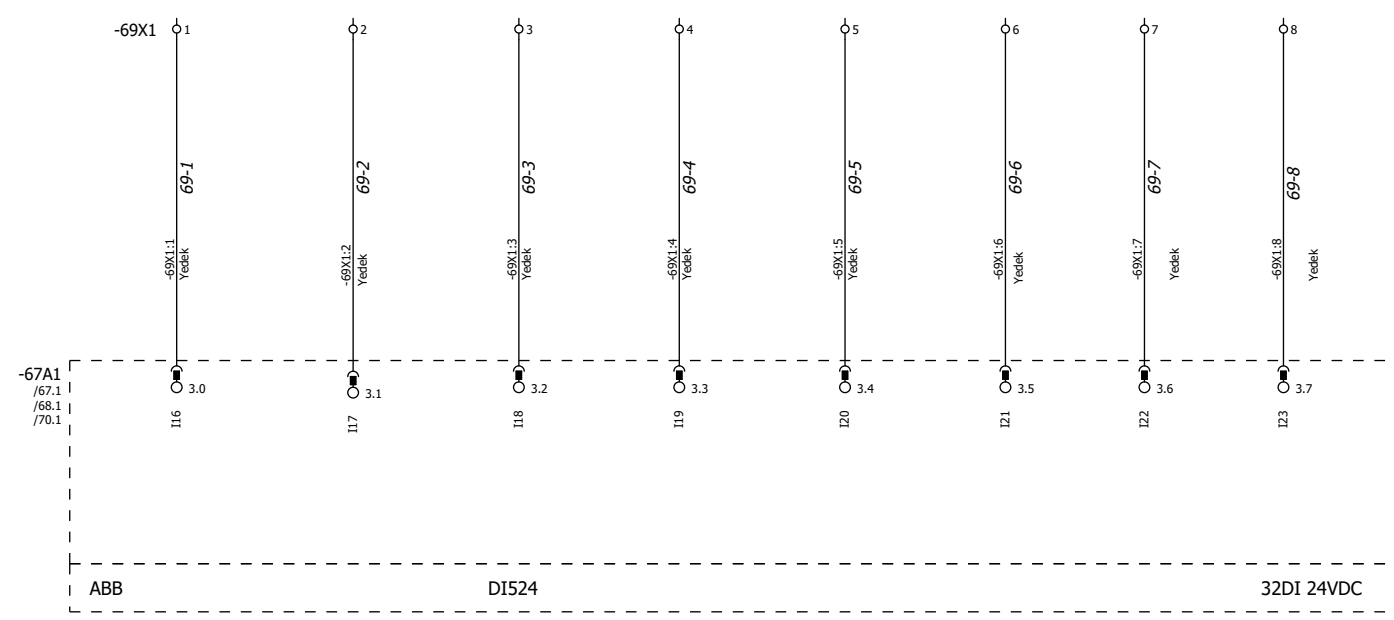 -69X1 1 2 3 4 5 6 7 8
69-1 69-2 69-3 69-4 69-5 69-6 69-7 69-8
-69X1:1 -69X1:2 -69X1:3 -69X1:4 -69X1:5 -69X1:6 -69X1:7 -69X1:8
Yedek Yedek Yedek Yedek Yedek Yedek Yedek Yedek
-67A1
/67.1
/68.1
/70.1
3.0 3.1 3.2 3.3 3.4 3.5 3.6 3.7
I16 I17 I18 I19 I20 I21 I22 I23
ABB DI524 32DI 24VDC